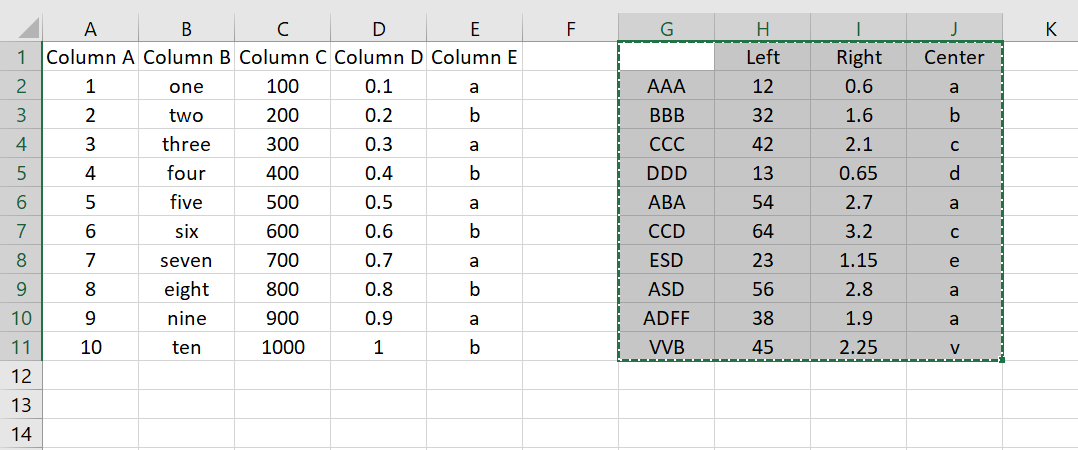 A B C D E F G H I J K
1 Column A Column B Column C Column D Column E Left Right Center
2 1 one 100 0.1 a AAA 12 0.6 a
3 2 two 200 0.2 b BBB 32 1.6 b
4 3 three 300 0.3 a CCC 42 2.1 c
5 4 four 400 0.4 b DDD 13 0.65 d
6 5 five 500 0.5 a ABA 54 2.7 a
7 6 six 600 0.6 b CCD 64 3.2 c
8 7 seven 700 0.7 a ESD 23 1.15 e
9 8 eight 800 0.8 b ASD 56 2.8 a
10 9 nine 900 0.9 a ADFF 38 1.9 a
11 10 ten 1000 1 b VVB 45 2.25 v
12
13
14